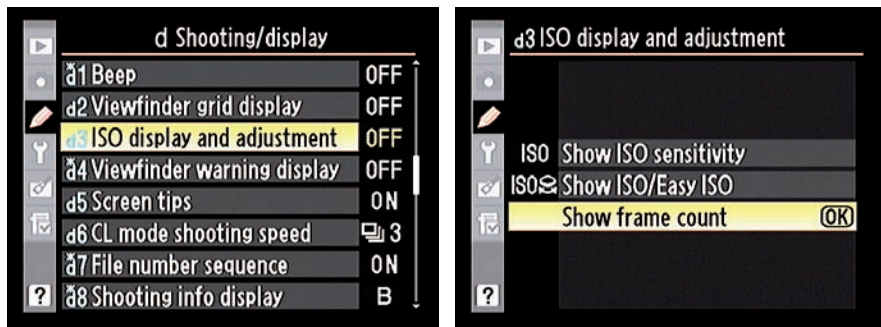 d Shooting/display
d1 Beep OFF
d2 Viewfinder grid display OFF
d3 ISO display and adjustment OFF
d4 Viewfinder warning display OFF
d5 Screen tips ON
d6 CL mode shooting speed 3
d7 File number sequence ON
d8 Shooting info display B
?
d3 ISO display and adjustment
ISO Show ISO sensitivity
ISO Show ISO/Easy ISO
Show frame count OK
?